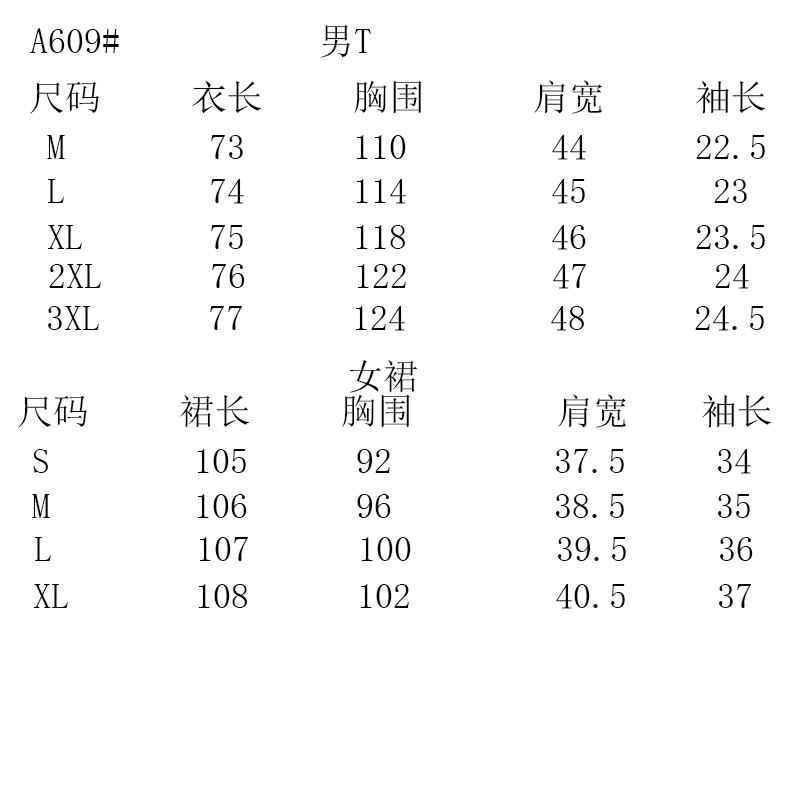 A609# 男T
尺码 衣长 胸围 肩宽 袖长
M 73 110 44 22.5
L 74 114 45 23
XL 75 118 46 23.5
2XL 76 122 47 24
3XL 77 124 48 24.5
女裙
尺码 裙长 胸围 肩宽 袖长
S 105 92 37.5 34
M 106 96 38.5 35
L 107 100 39.5 36
XL 108 102 40.5 37